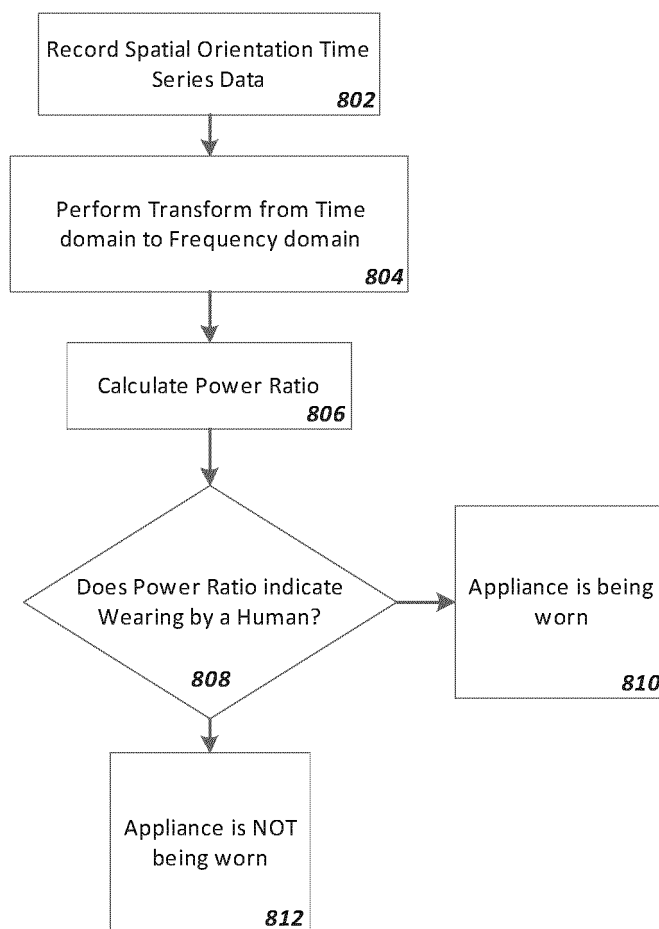 Record Spatial Orientation Time
Series Data
802
Perform Transform from Time
domain to Frequency domain
804
Calculate Power Ratio
806
Does Power Ratio indicate
Wearing by a Human?
808
Appliance is being
worn
810
Appliance is NOT
being worn
812